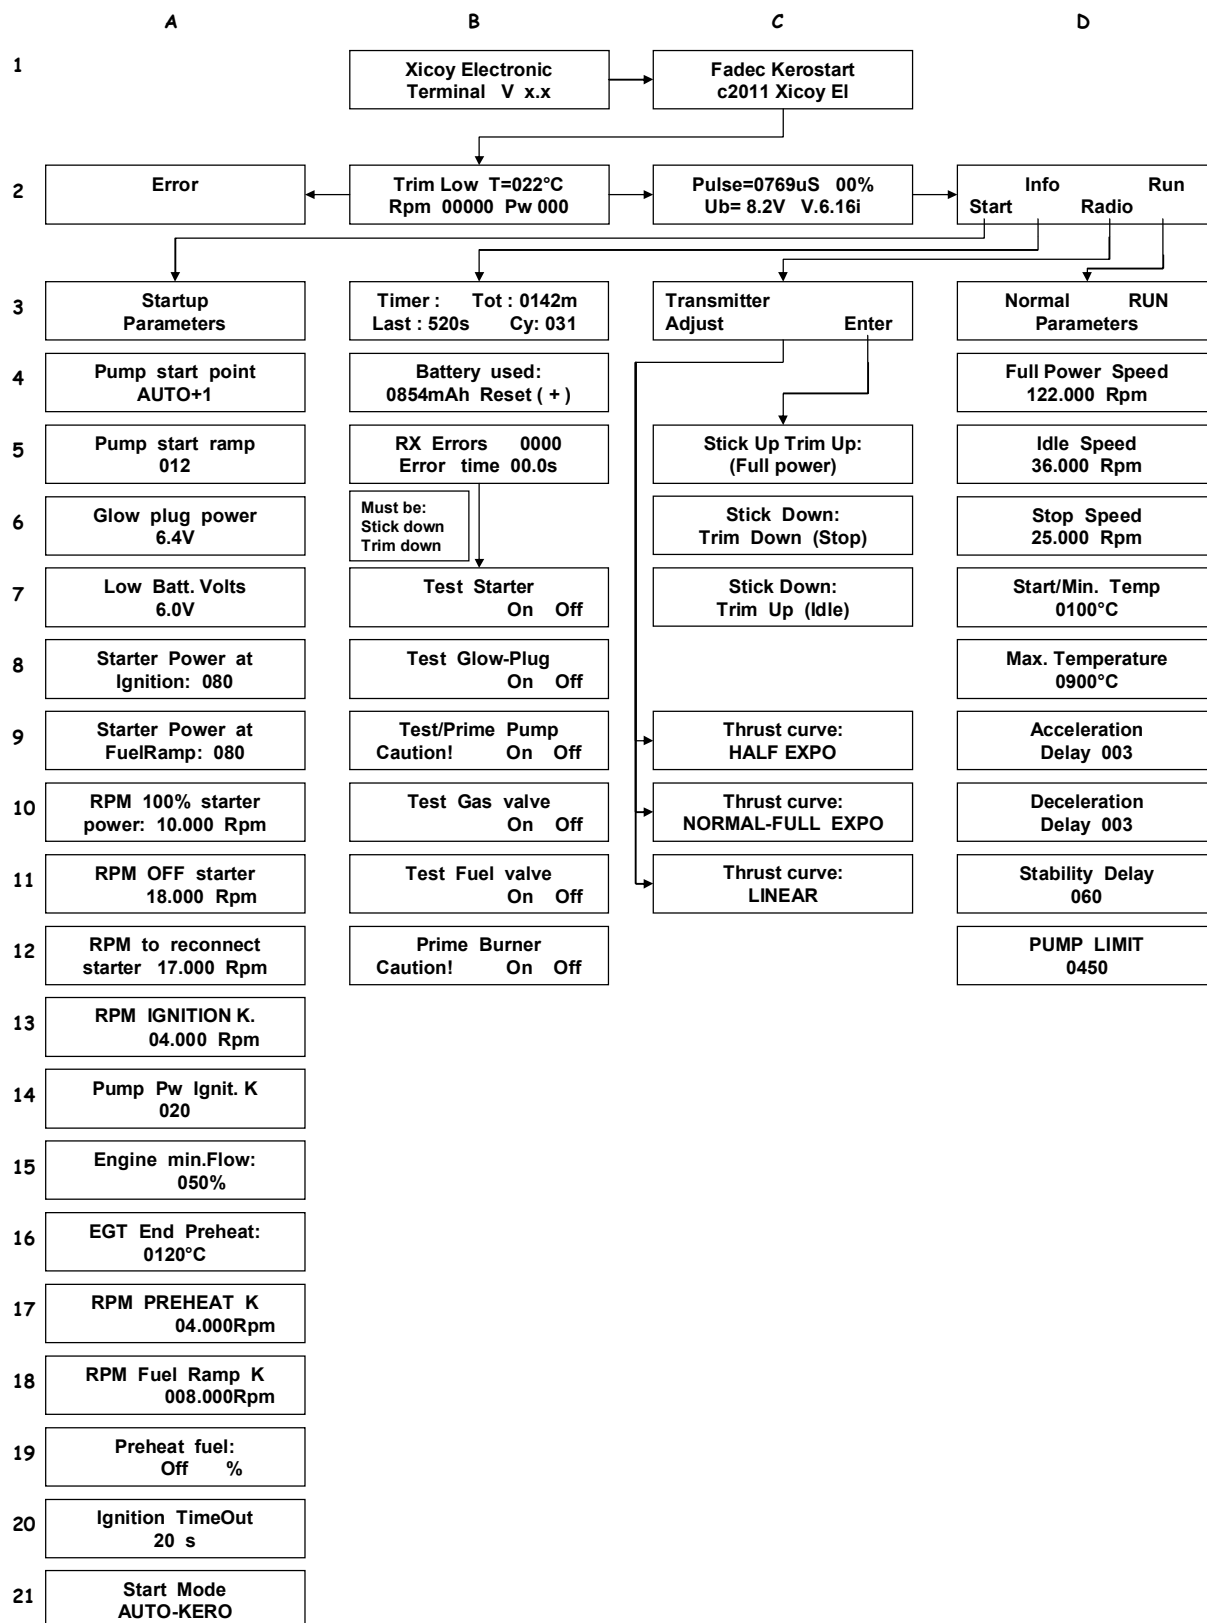 A B C D
1
Xicoy Electronic
Terminal V x.x
Fadec Kerostart
c2011 Xicoy El
2
Error
Trim Low T=022°C
Rpm 00000 Pw 000
Pulse=0769uS 00%
Ub= 8.2V V.6.16i
Info Run
Start Radio
3
Startup
Parameters
Timer : Tot : 0142m
Last : 520s Cy: 031
Transmitter
Adjust Enter
Normal RUN
Parameters
4
Pump start point
AUTO+1
Battery used:
0854mAh Reset ( + )
Full Power Speed
122.000 Rpm
5
Pump start ramp
012
RX Errors 0000
Error time 00.0s
Stick Up Trim Up:
(Full power)
Idle Speed
36.000 Rpm
6
Glow plug power
6.4V
Must be:
Stick down
Trim down
Stick Down:
Trim Down (Stop)
Stop Speed
25.000 Rpm
7
Low Batt. Volts
6.0V
Test Starter
On Off
Stick Down:
Trim Up (Idle)
Start/Min. Temp
0100°C
8
Starter Power at
Ignition: 080
Test Glow-Plug
On Off
Max. Temperature
0900°C
9
Starter Power at
FuelRamp: 080
Test/Prime Pump
Caution! On Off
Thrust curve:
HALF EXPO
Acceleration
Delay 003
10
RPM 100% starter
power: 10.000 Rpm
Test Gas valve
On Off
Thrust curve:
NORMAL-FULL EXPO
Deceleration
Delay 003
11
RPM OFF starter
18.000 Rpm
Test Fuel valve
On Off
Thrust curve:
LINEAR
Stability Delay
060
12
RPM to reconnect
starter 17.000 Rpm
Prime Burner
Caution! On Off
PUMP LIMIT
0450
13
RPM IGNITION K.
04.000 Rpm
14
Pump Pw Ignit. K
020
15
Engine min.Flow:
050%
16
EGT End Preheat:
0120°C
17
RPM PREHEAT K
04.000Rpm
18
RPM Fuel Ramp K
008.000Rpm
19
Preheat fuel:
Off %
20
Ignition TimeOut
20 s
21
Start Mode
AUTO-KERO